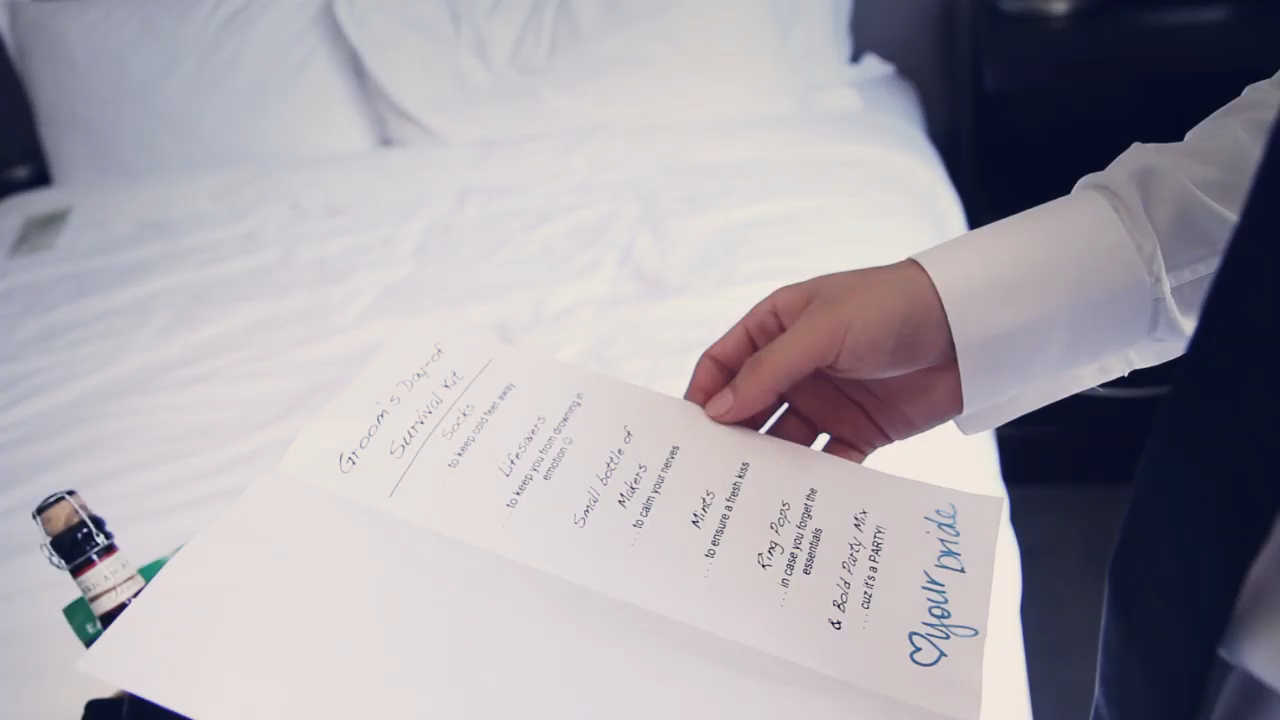 Groom's Day-of
Survival Kit
Socks
... to keep cold feet away
Lifesavers
... to keep you from drowning in
emotion ☺
Small bottle of
Makers
... to calm your nerves
Mints
... to ensure a fresh kiss
Ring Pops
... in case you forget the
essentials
& Bold Party Mix
... cuz it's a PARTY!
♡your bride